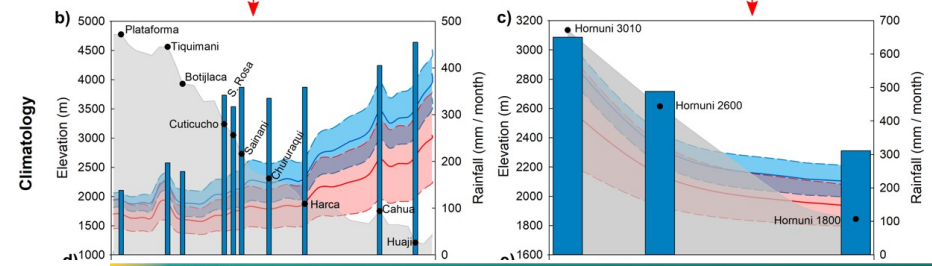 b)
5000
4500
4000
3500
3000
2500
2000
1500
1000
Elevation (m)
Climatology
Plataforma
Tiquimani
Botijlaca
Cuticucho
S. Rosa
Sainani
Chururaqui
Harca
Cahua
Huaji
500
400
300
200
100
0
Rainfall (mm / month)
c)
3200
2800
2600
2400
2200
2000
1800
1600
Elevation (m)
Hornuni 3010
Hornuni 2600
Hornuni 1800
700
600
500
400
300
200
100
0
Rainfall (mm / month)